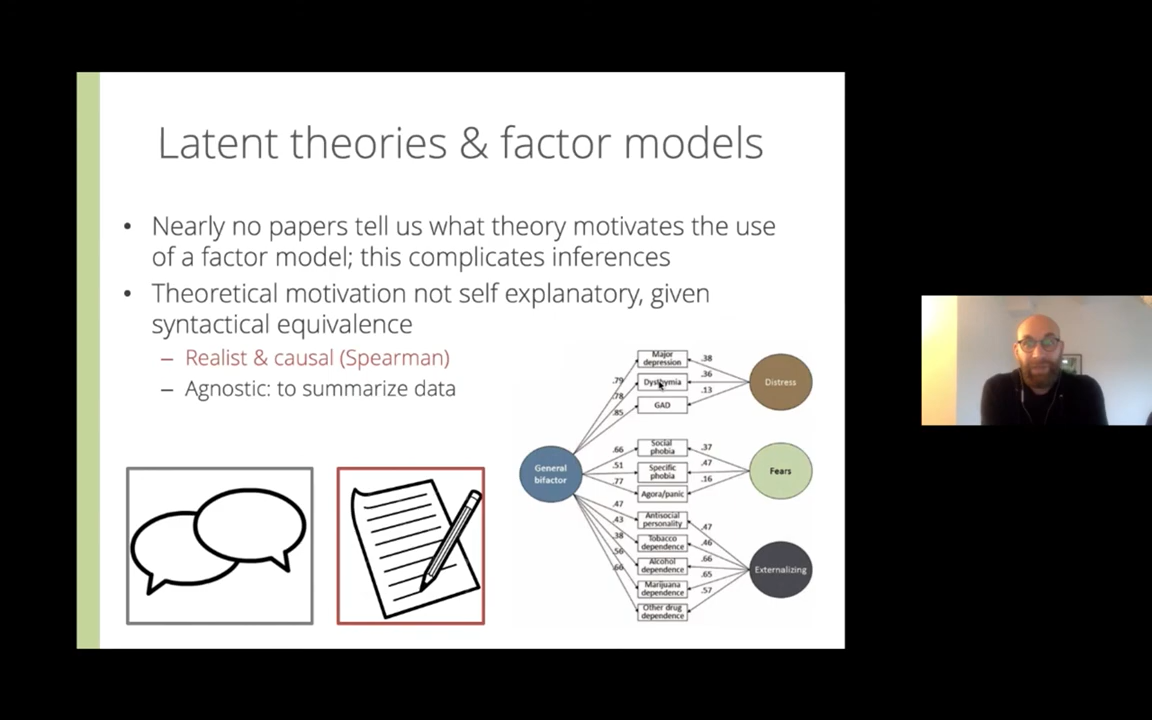 Latent theories & factor models
• Nearly no papers tell us what theory motivates the use
of a factor model; this complicates inferences
• Theoretical motivation not self explanatory, given
syntactical equivalence
– Realist & causal (Spearman)
– Agnostic: to summarize data
General
bifactor
.79
.78
.85
.66
.51
.77
.47
.43
.38
.56
.66
Major
depression
Dysthymia
GAD
Social
phobia
Specific
phobia
Agora/panic
Antisocial
personality
Tobacco
dependence
Alcohol
dependence
Marijuana
dependence
Other drug
dependence
.38
.36
.13
.37
.47
.16
.47
.46
.66
.65
.57
Distress
Fears
Externalizing